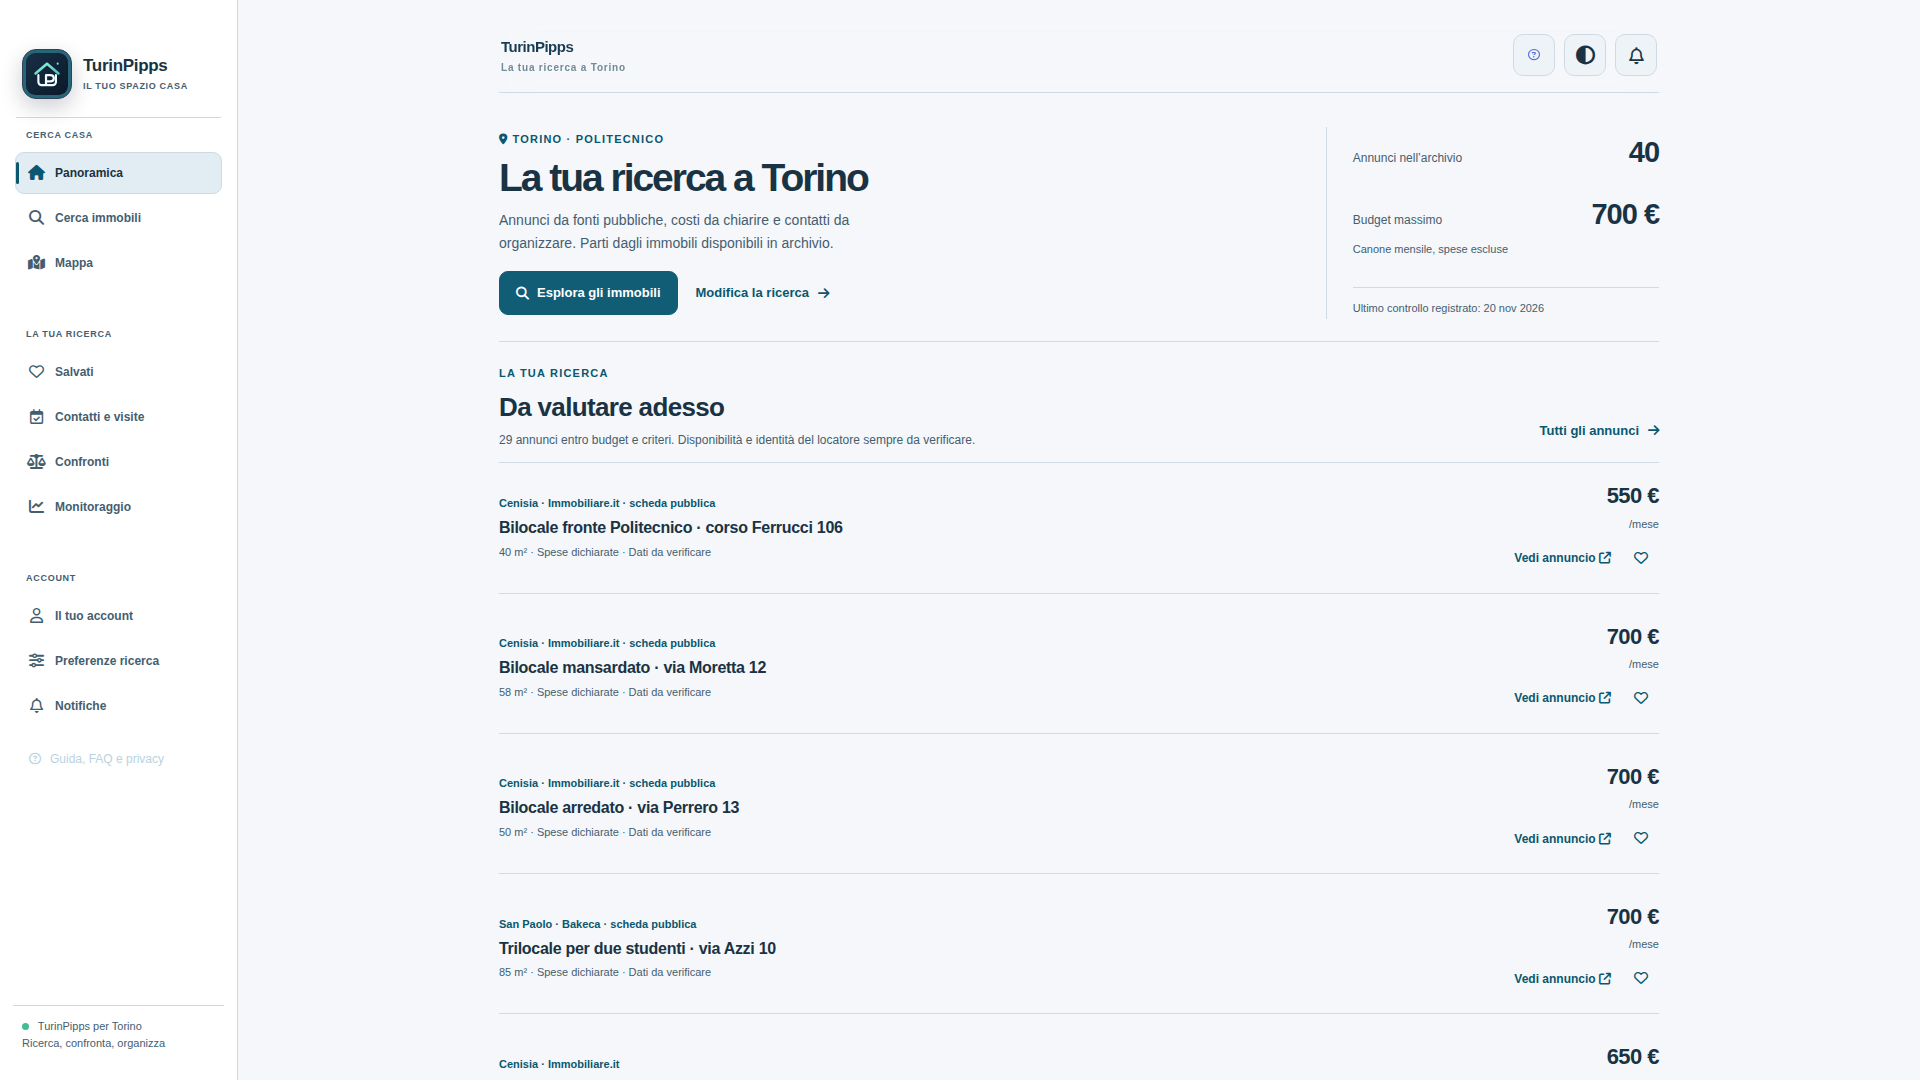 TurinPipps
IL TUO SPAZIO CASA
CERCA CASA
Panoramica
Cerca immobili
Mappa
LA TUA RICERCA
Salvati
Contatti e visite
Confronti
Monitoraggio
ACCOUNT
Il tuo account
Preferenze ricerca
Notifiche
Guida, FAQ e privacy
TurinPipps per Torino
Ricerca, confronta, organizza
TurinPipps
La tua ricerca a Torino
TORINO · POLITECNICO
La tua ricerca a Torino
Annunci da fonti pubbliche, costi da chiarire e contatti da
organizzare. Parti dagli immobili disponibili in archivio.
Esplora gli immobili
Modifica la ricerca
Annunci nell’archivio 40
Budget massimo 700 €
Canone mensile, spese escluse
Ultimo controllo registrato: 20 nov 2026
LA TUA RICERCA
Da valutare adesso
29 annunci entro budget e criteri. Disponibilità e identità del locatore sempre da verificare.
Tutti gli annunci
Cenisia · Immobiliare.it · scheda pubblica
Bilocale fronte Politecnico · corso Ferrucci 106
40 m² · Spese dichiarate · Dati da verificare
550 €
/mese
Vedi annuncio
Cenisia · Immobiliare.it · scheda pubblica
Bilocale mansardato · via Moretta 12
58 m² · Spese dichiarate · Dati da verificare
700 €
/mese
Vedi annuncio
Cenisia · Immobiliare.it · scheda pubblica
Bilocale arredato · via Perrero 13
50 m² · Spese dichiarate · Dati da verificare
700 €
/mese
Vedi annuncio
San Paolo · Bakeca · scheda pubblica
Trilocale per due studenti · via Azzi 10
85 m² · Spese dichiarate · Dati da verificare
700 €
/mese
Vedi annuncio
Cenisia · Immobiliare.it
650 €